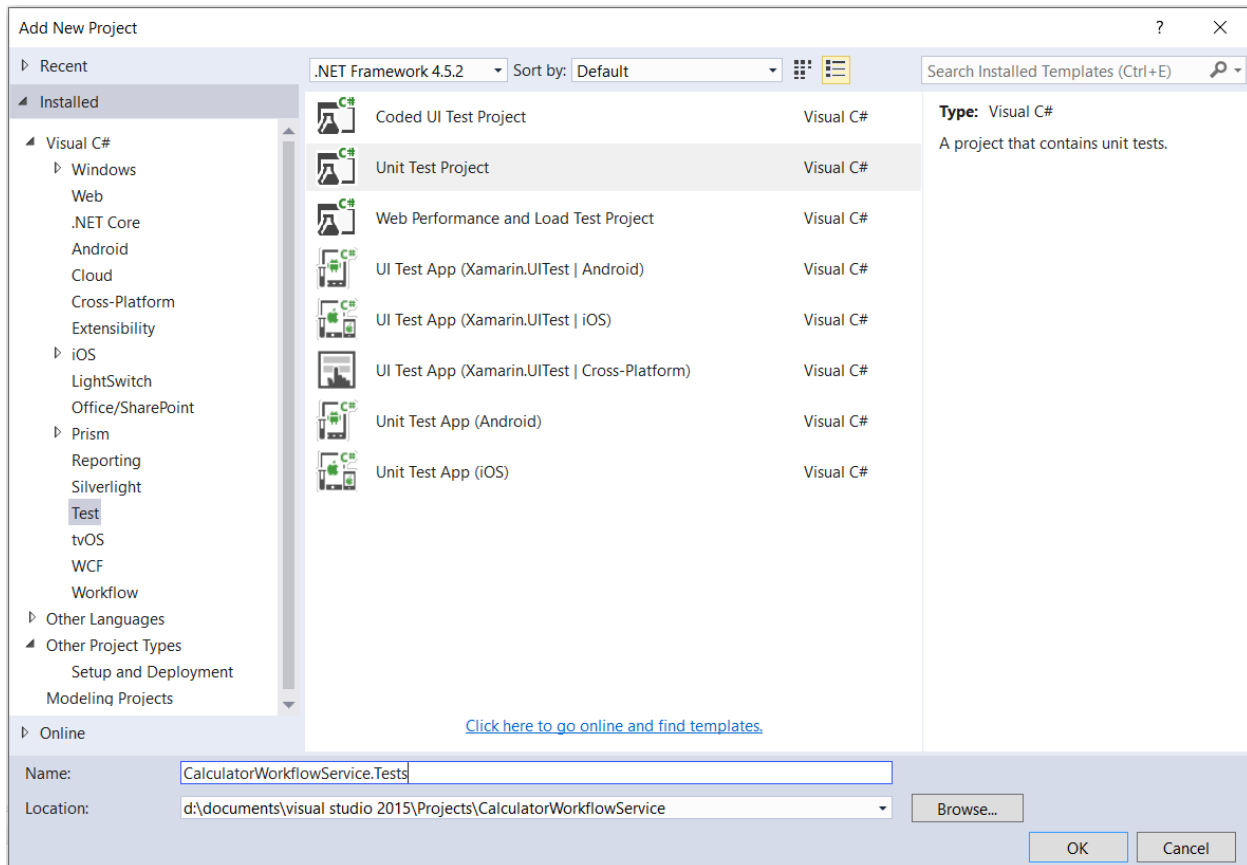 Add New Project
?
Recent
Installed
Visual C#
Windows
Web
.NET Core
Android
Cloud
Cross-Platform
Extensibility
iOS
LightSwitch
Office/SharePoint
Prism
Reporting
Silverlight
Test
tvOS
WCF
Workflow
Other Languages
Other Project Types
Setup and Deployment
Modeling Projects
Online
.NET Framework 4.5.2 Sort by: Default
Search Installed Templates (Ctrl+E)
C# Coded UI Test Project Visual C#
C# Unit Test Project Visual C#
C# Web Performance and Load Test Project Visual C#
C# UI Test App (Xamarin.UITest | Android) Visual C#
C# UI Test App (Xamarin.UITest | iOS) Visual C#
UI Test App (Xamarin.UITest | Cross-Platform) Visual C#
C# Unit Test App (Android) Visual C#
C# Unit Test App (iOS) Visual C#
Click here to go online and find templates.
Type: Visual C#
A project that contains unit tests.
Name: CalculatorWorkflowService.Tests
Location: d:\documents\visual studio 2015\Projects\CalculatorWorkflowService
Browse...
OK Cancel